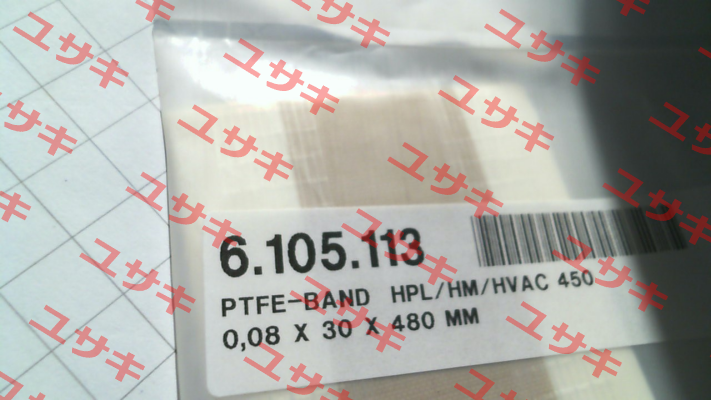 6.105.113
PTFE-BAND HPL/HM/HVAC 450
0,08 X 30 X 480 MM
ユサキ